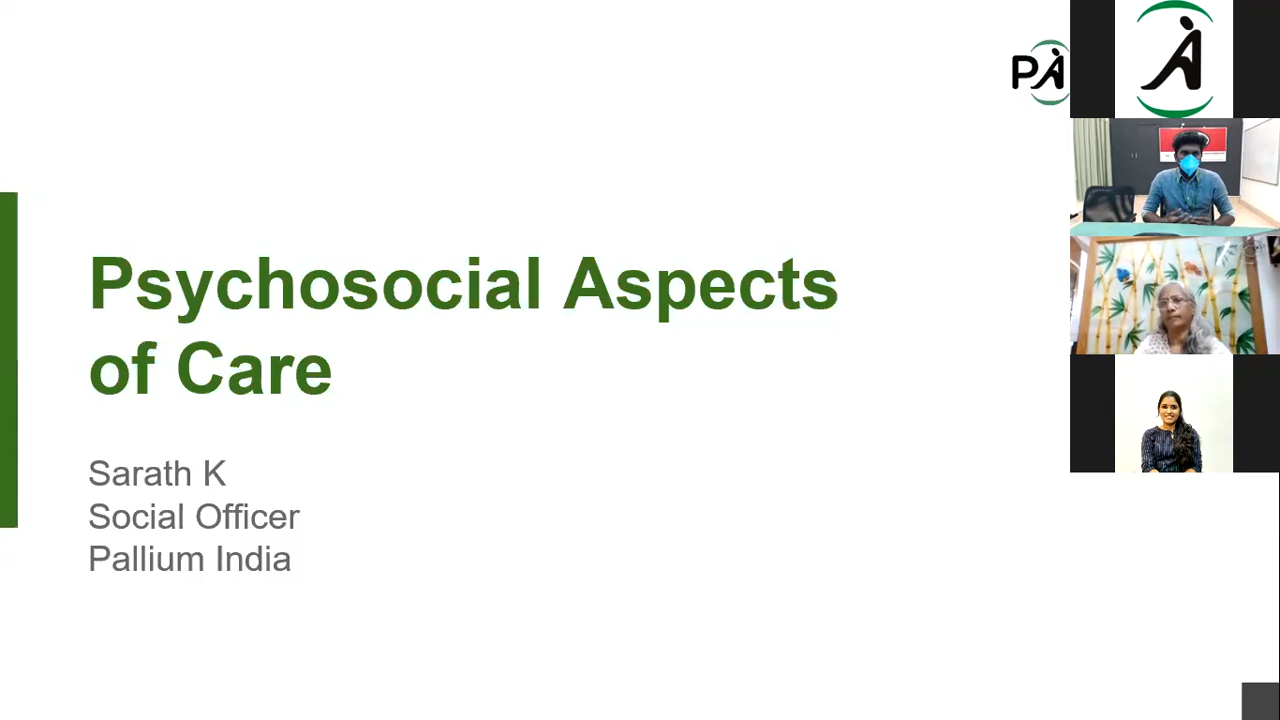 PA
Psychosocial Aspects
of Care
Sarath K
Social Officer
Pallium India